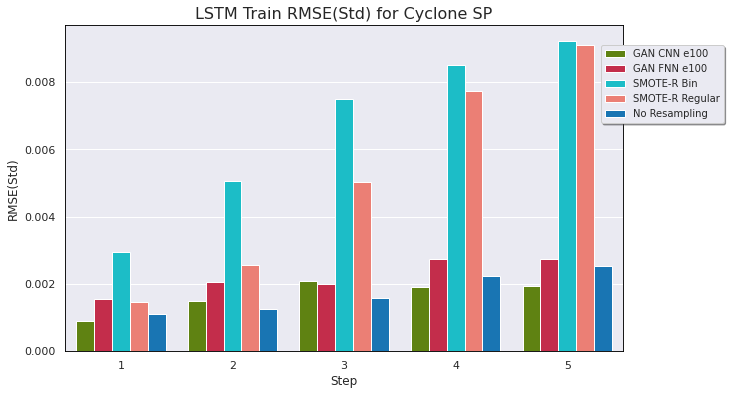 LSTM Train RMSE(Std) for Cyclone SP
GAN CNN e100
GAN FNN e100
SMOTE-R Bin
SMOTE-R Regular
No Resampling
RMSE(Std)
0.008
0.006
0.004
0.002
0.000
1 2 3 4 5
Step